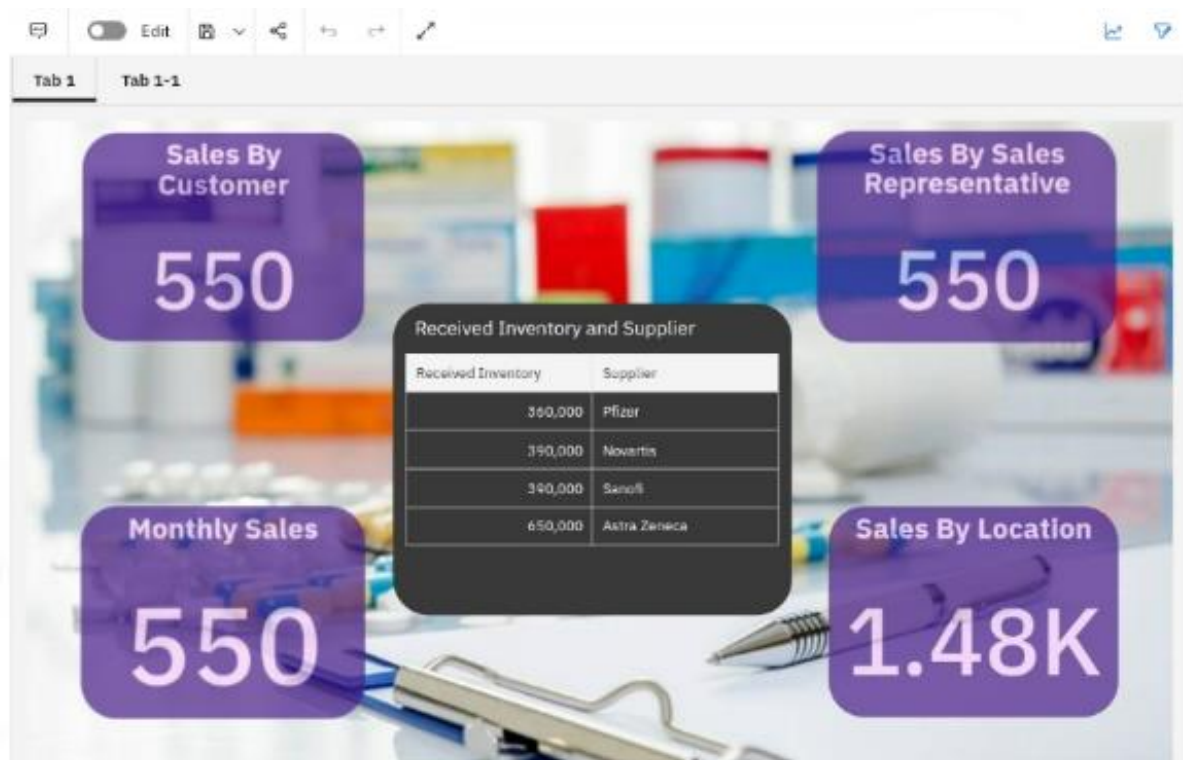 Edit
Tab 1 Tab 1-1
Sales By
Customer
550
Sales By Sales
Representative
550
Received Inventory and Supplier
Received Inventory Supplier
360,000 Pfizer
390,000 Novartis
390,000 Sanofi
650,000 Astra Zeneca
Monthly Sales
550
Sales By Location
1.48K